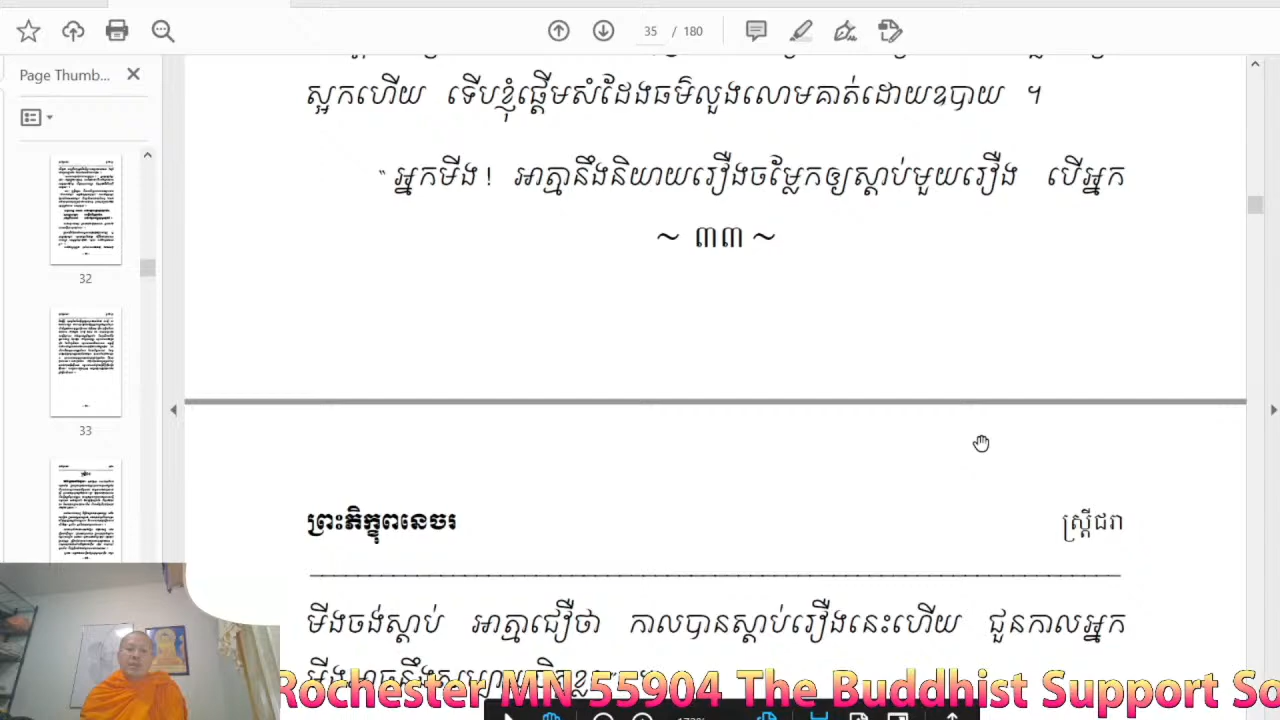 35 / 180
Page Thumb...
ស្អកហើយ ទើបខ្ញុំផ្ដើមសំដែងធម៌លួងលោមគាត់ដោយឧបាយ ។
"អ្នកមីង ! អាត្មានឹងនិយាយរឿងចម្លែកឲ្យស្ដាប់មួយរឿង បើអ្នក
~ ៣៣ ~
32
33
ព្រះភិក្ខុពនេចរ ស្ត្រីជរា
មីងចង់ស្ដាប់ អាត្មាជឿថា កាលបានស្ដាប់រឿងនេះហើយ ជួនកាលអ្នក
Rochester MN 55904 The Buddhist Support So